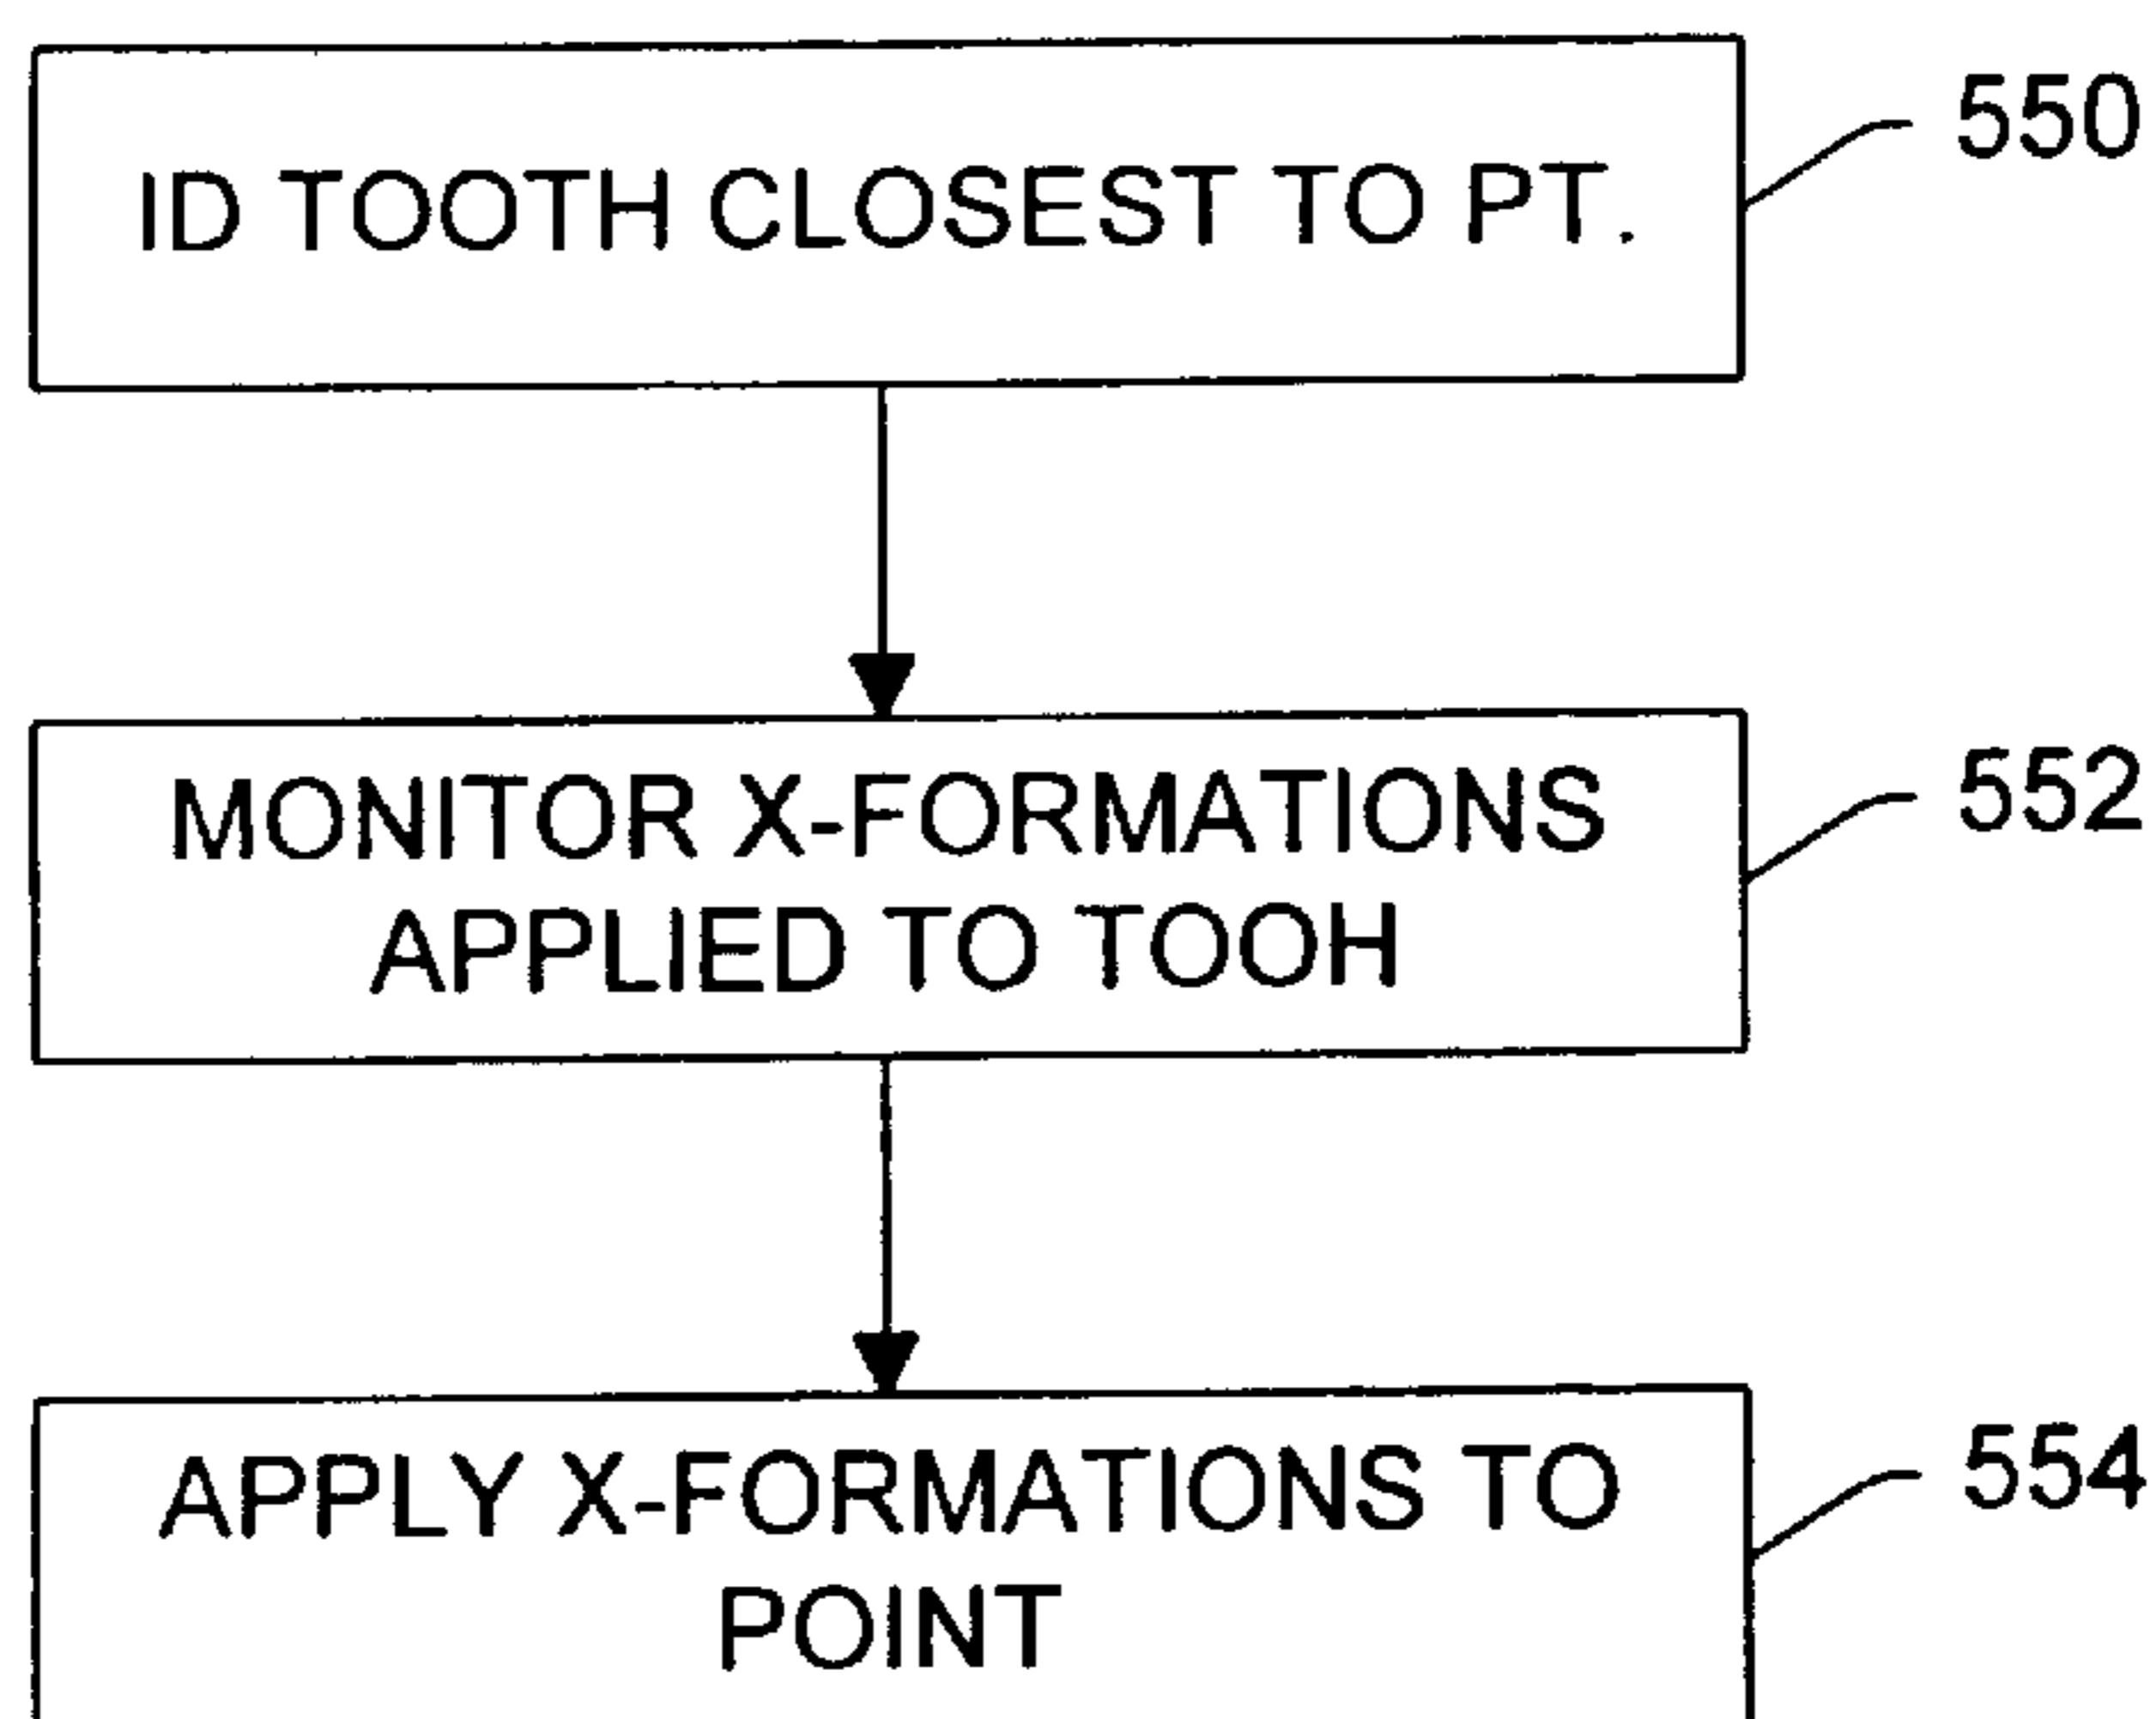 ID TOOTH CLOSEST TO PT.
550
MONITOR X-FORMATIONS
APPLIED TO TOOH
552
APPLY X-FORMATIONS TO
POINT
554